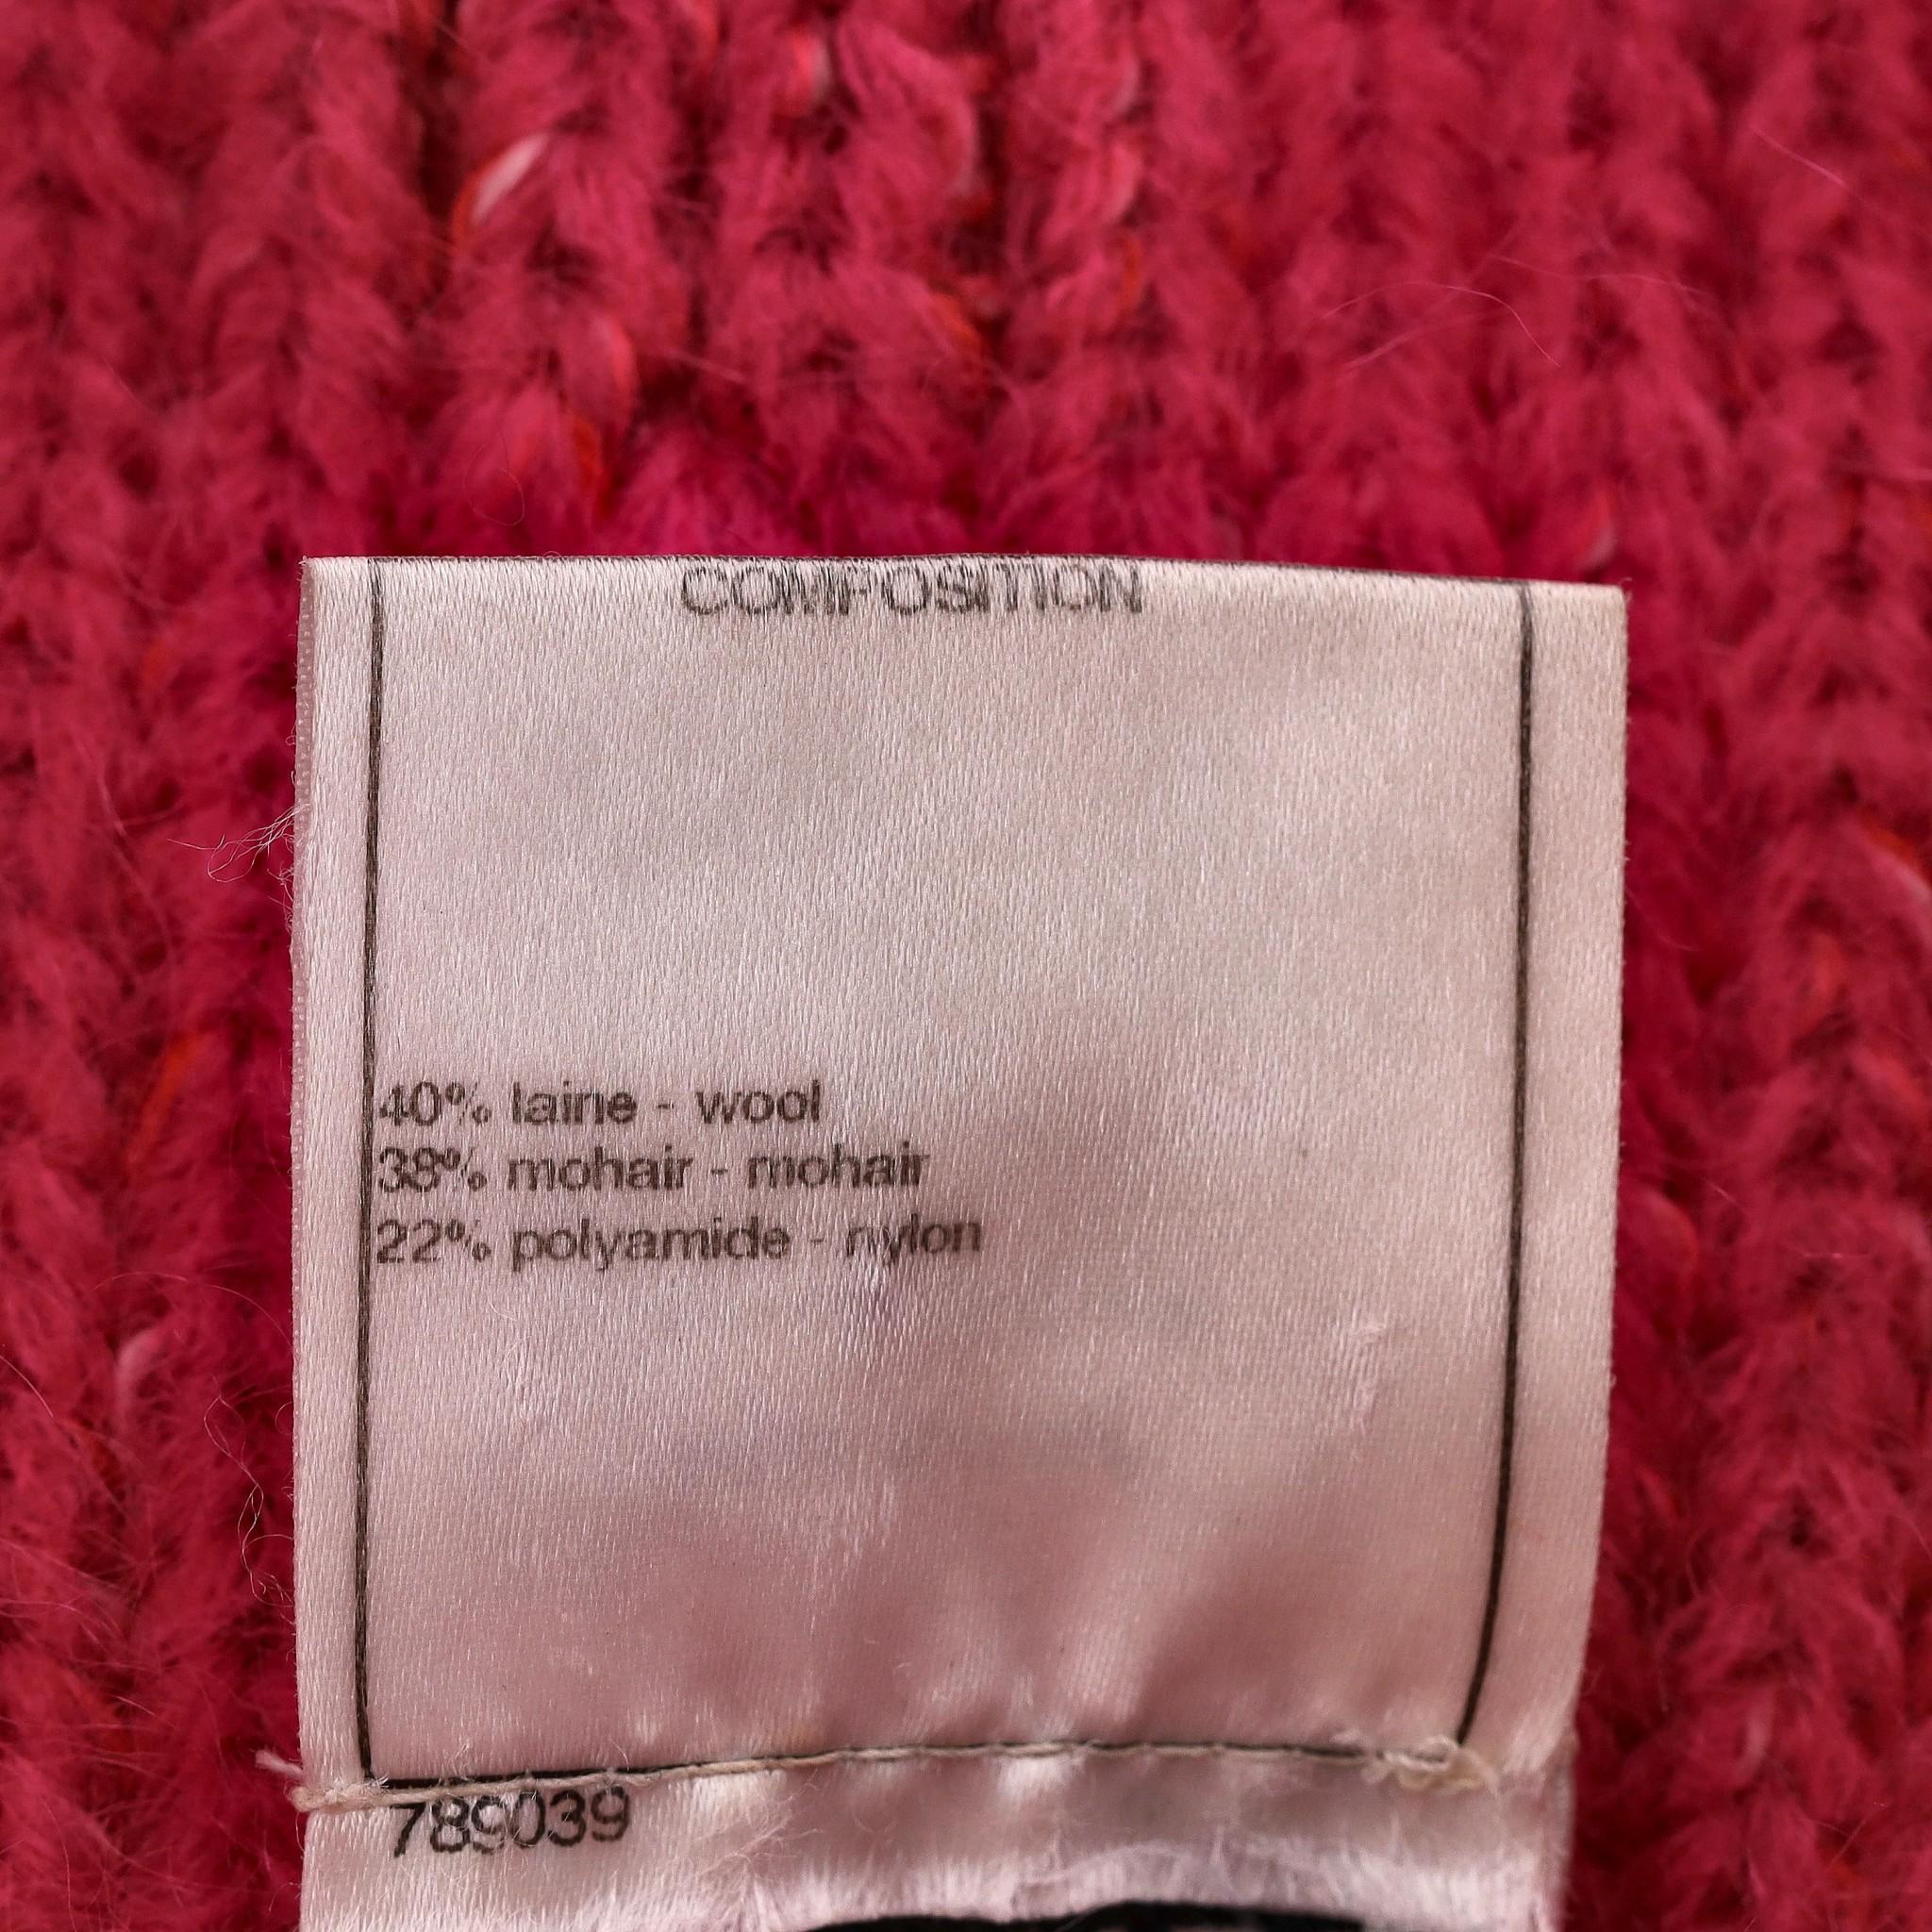 COMPOSITION
40% laine - wool
38% mohair - mohair
22% polyamide - nylon
789039